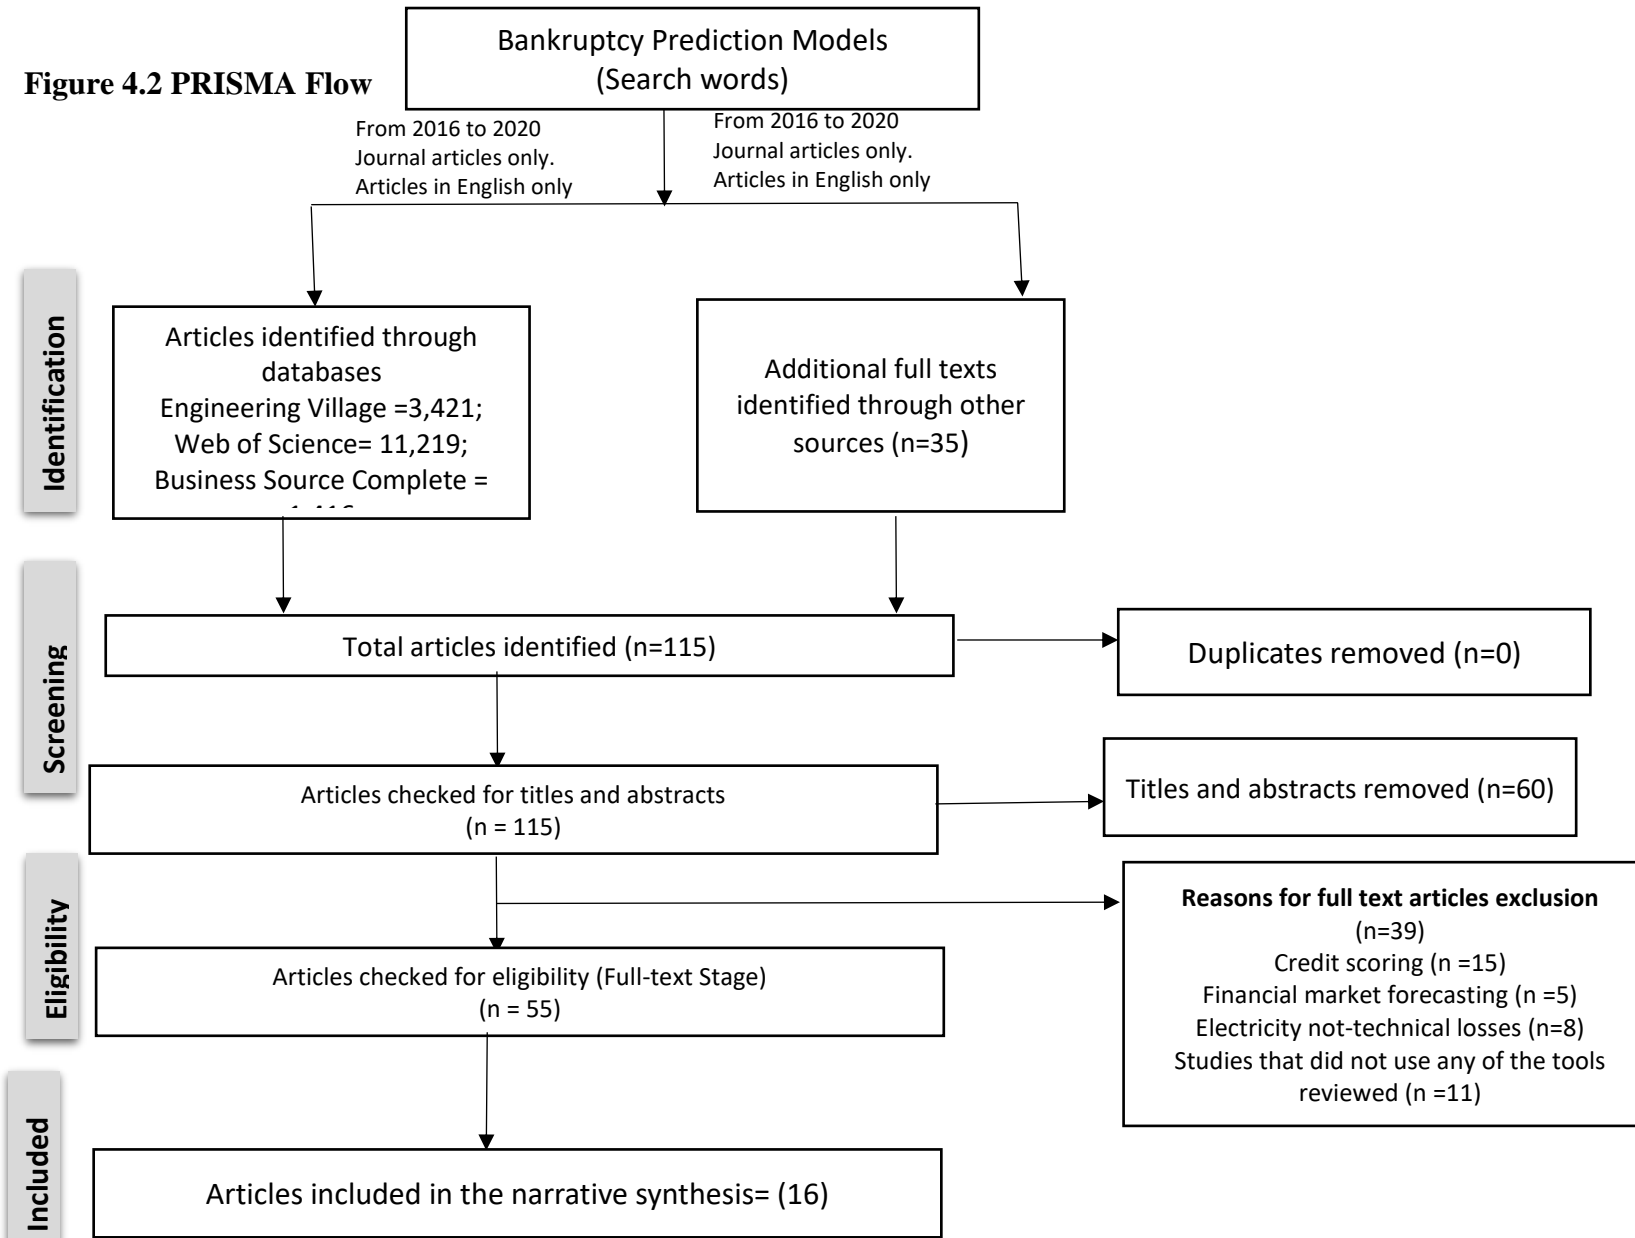 Bankruptcy Prediction Models
(Search words)
Figure 4.2 PRISMA Flow
From 2016 to 2020
Journal articles only.
Articles in English only
From 2016 to 2020
Journal articles only.
Articles in English only
Identification
Articles identified through
databases
Engineering Village =3,421;
Web of Science= 11,219;
Business Source Complete =
Additional full texts
identified through other
sources (n=35)
Screening
Total articles identified (n=115)
Duplicates removed (n=0)
Articles checked for titles and abstracts
(n = 115)
Titles and abstracts removed (n=60)
Eligibility
Articles checked for eligibility (Full-text Stage)
(n = 55)
Reasons for full text articles exclusion
(n=39)
Credit scoring (n =15)
Financial market forecasting (n =5)
Electricity not-technical losses (n=8)
Studies that did not use any of the tools
reviewed (n =11)
Included
Articles included in the narrative synthesis= (16)